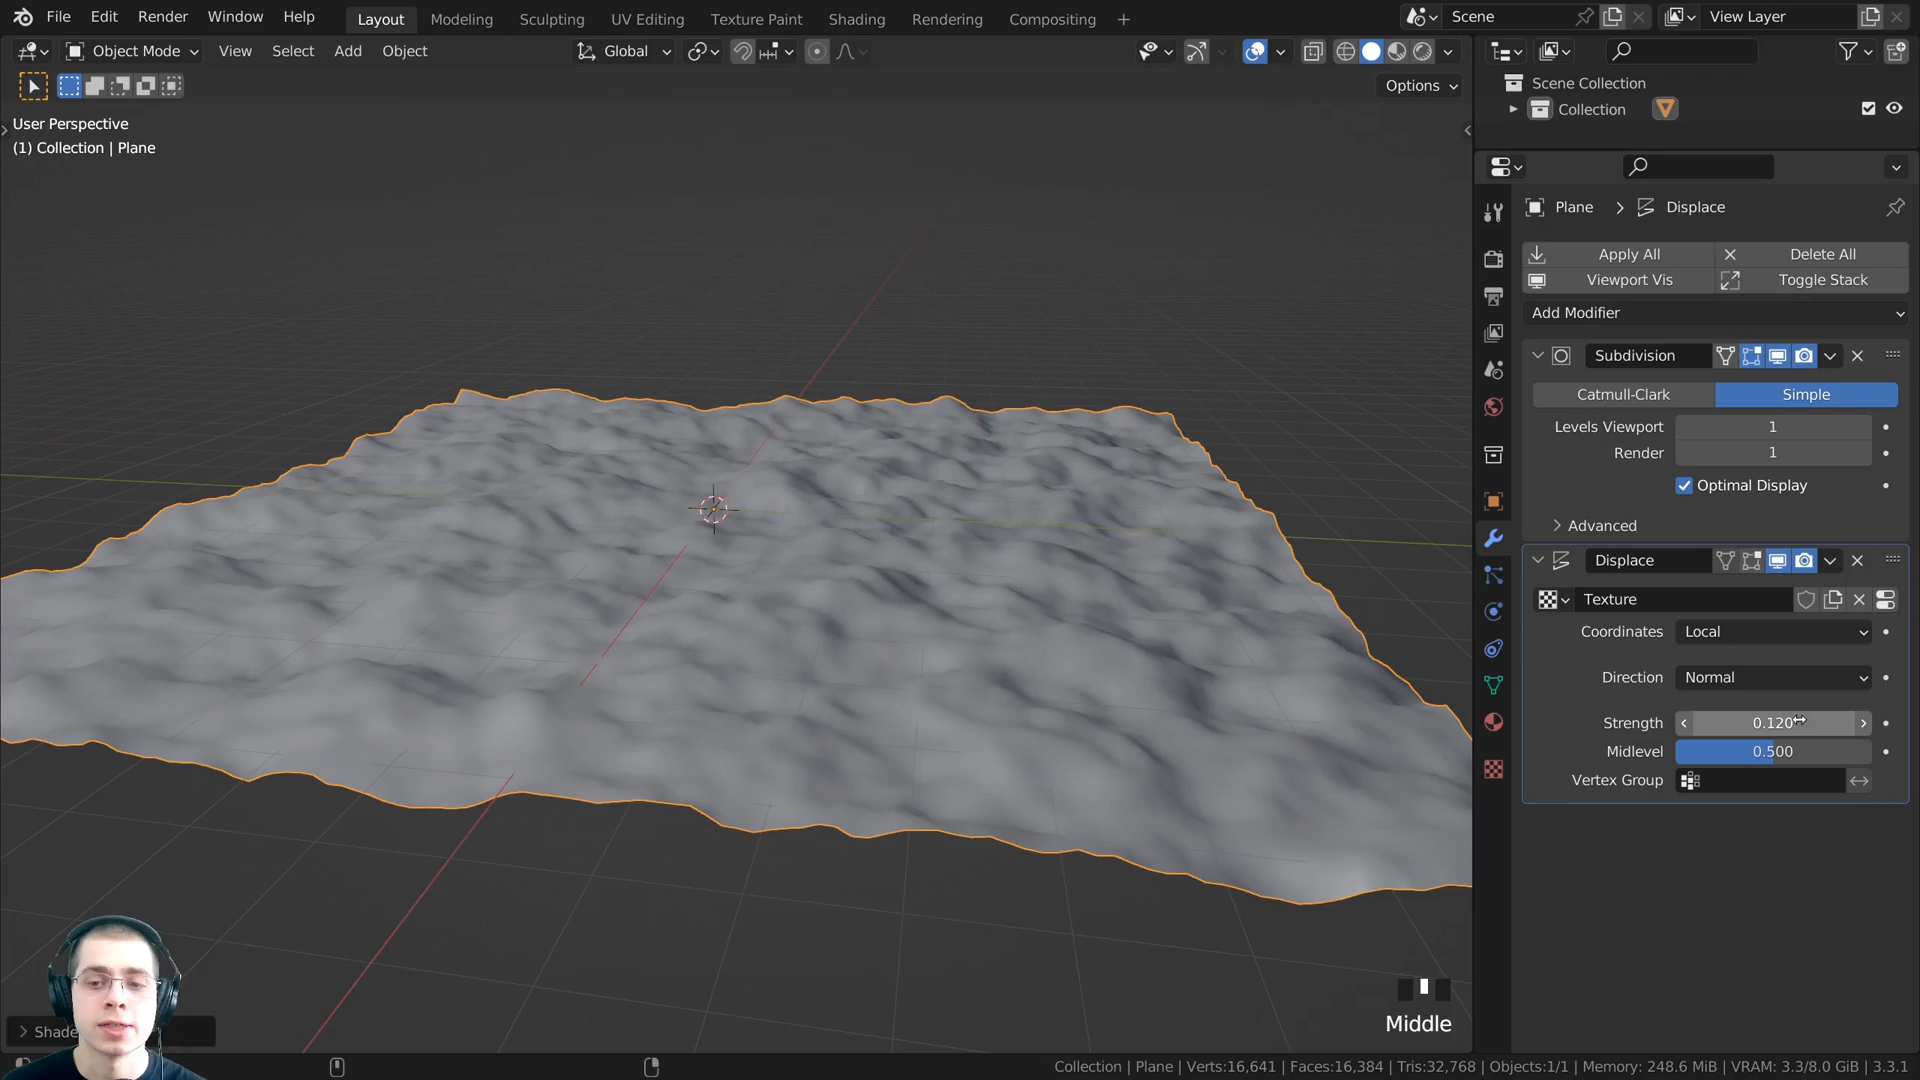 File Edit Render Window Help Layout Modeling Sculpting UV Editing Texture Paint Shading Rendering Compositing + Scene View Layer
Object Mode View Select Add Object Global
Options
User Perspective
(1) Collection | Plane
Scene Collection
Collection
Plane > Displace
Apply All Delete All
Viewport Vis Toggle Stack
Add Modifier
Subdivision
Catmull-Clark Simple
Levels Viewport 1
Render 1
Optimal Display
Advanced
Displace
Texture
Coordinates Local
Direction Normal
Strength 0.120
Midlevel 0.500
Vertex Group
Middle
Shade
Collection | Plane | Verts:16,641 | Faces:16,384 | Tris:32,768 | Objects:1/1 | Memory: 248.6 MiB | VRAM: 3.3/8.0 GiB | 3.3.1